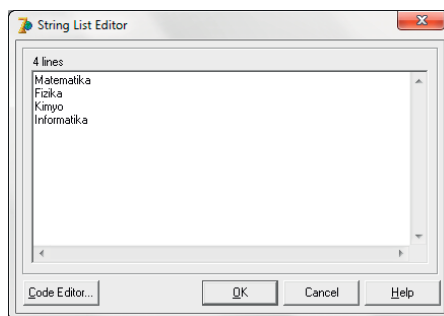 String List Editor
4 lines
Matematika
Fizika
Kimyo
Informatika
Code Editor... OK Cancel Help